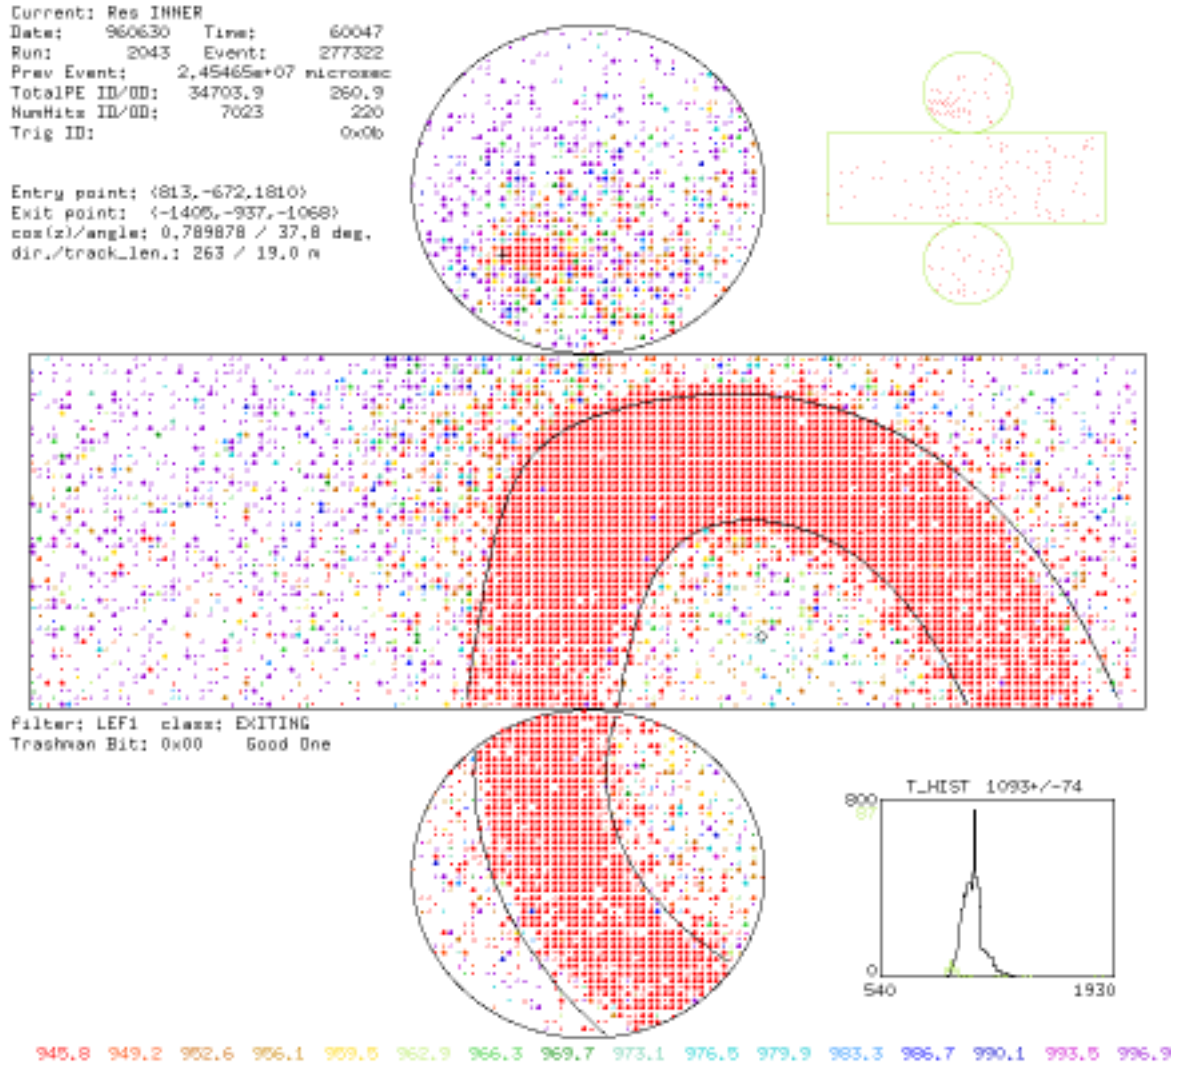 Current: Res INNER
Date: 960630 Time: 60047
Run: 2043 Event: 277322
Prev Event: 2.45465e+07 microsec
TotalPE ID/OD: 34703.9 260.9
NumHits ID/OD: 7023 220
Trig ID: 0x0b
Entry point: (813,-672,1810)
Exit point: (-1405,-937,-1068)
cos(z)/angle: 0.789878 / 37.8 deg.
dir./track_len.: 263 / 19.0 m
filter: LEF1 class: EXITING
Trashman Bit: 0x00 Good One
T_HIST 1093+/-74
800
87
0
540 1930
945.8 949.2 952.6 956.1 959.5 962.9 966.3 969.7 973.1 976.5 979.9 983.3 986.7 990.1 993.5 996.9